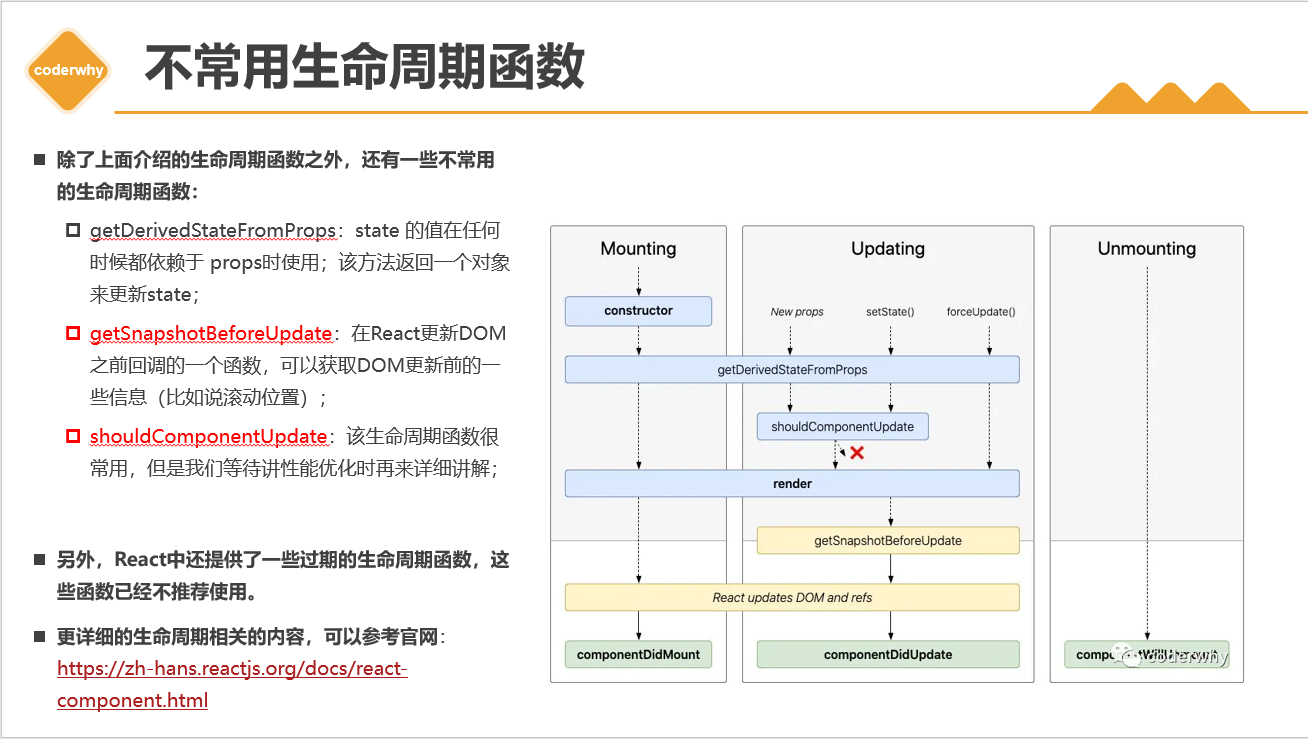 coderwhy
不常用生命周期函数
除了上面介绍的生命周期函数之外，还有一些不常用
的生命周期函数：
getDerivedStateFromProps：state 的值在任何
时候都依赖于 props时使用；该方法返回一个对象
来更新state；
getSnapshotBeforeUpdate：在React更新DOM
之前回调的一个函数，可以获取DOM更新前的一
些信息（比如说滚动位置）；
shouldComponentUpdate：该生命周期函数很
常用，但是我们等待讲性能优化时再来详细讲解；
另外，React中还提供了一些过期的生命周期函数，这
些函数已经不推荐使用。
更详细的生命周期相关的内容，可以参考官网：
https://zh-hans.reactjs.org/docs/react-
component.html
Mounting
constructor
Updating
New props setState() forceUpdate()
getDerivedStateFromProps
shouldComponentUpdate
render
getSnapshotBeforeUpdate
React updates DOM and refs
componentDidMount
componentDidUpdate
Unmounting
coderwhy